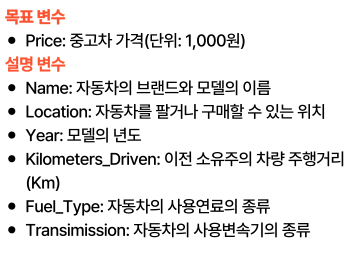 목표 변수
• Price: 중고차 가격(단위: 1,000원)
설명 변수
• Name: 자동차의 브랜드와 모델의 이름
• Location: 자동차를 팔거나 구매할 수 있는 위치
• Year: 모델의 년도
• Kilometers_Driven: 이전 소유주의 차량 주행거리
(Km)
• Fuel_Type: 자동차의 사용연료의 종류
• Transimission: 자동차의 사용변속기의 종류